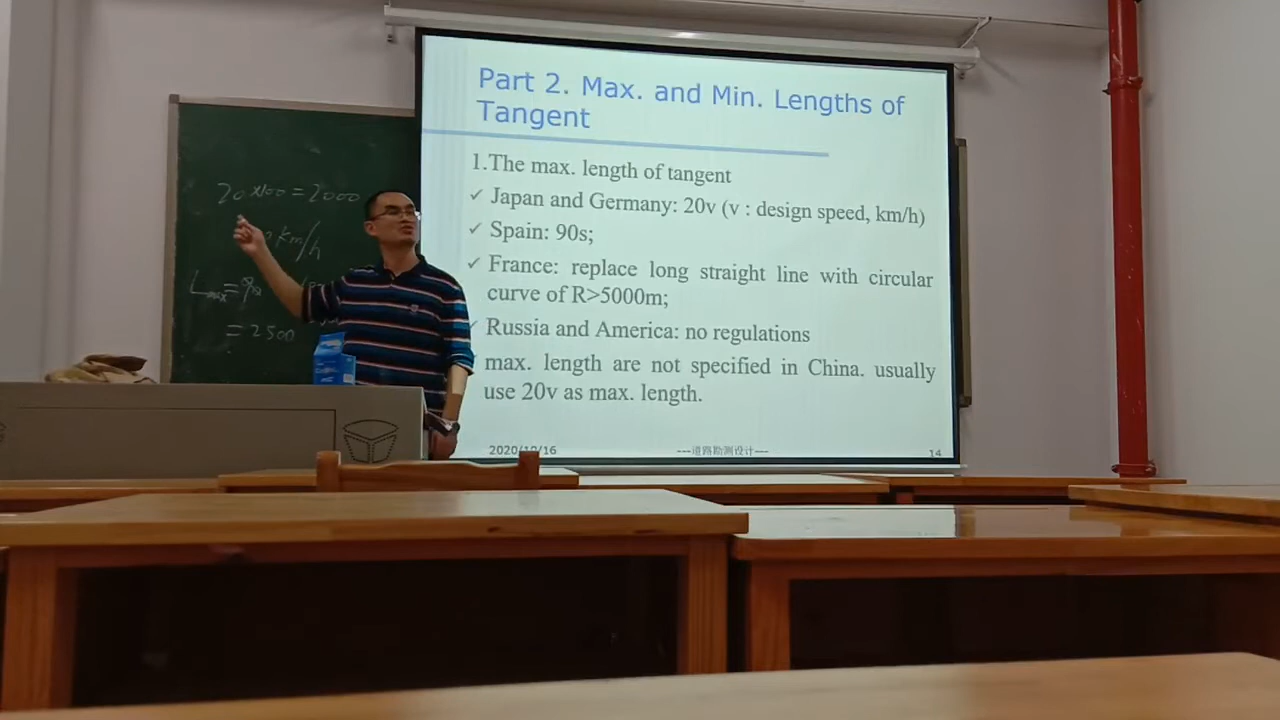 Part 2. Max. and Min. Lengths of
Tangent
1.The max. length of tangent
✓ Japan and Germany: 20v (v : design speed, km/h)
✓ Spain: 90s;
✓ France: replace long straight line with circular
curve of R>5000m;
✓ Russia and America: no regulations
max. length are not specified in China. usually
use 20v as max. length.
---道路勘测设计---
14
20×100=2000
km/h
Lmax=
=2500